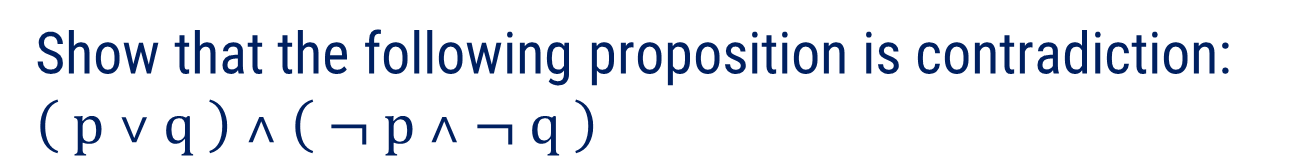 Show that the following proposition is contradiction:
( p ∨ q ) ∧ ( ¬ p ∧ ¬ q )